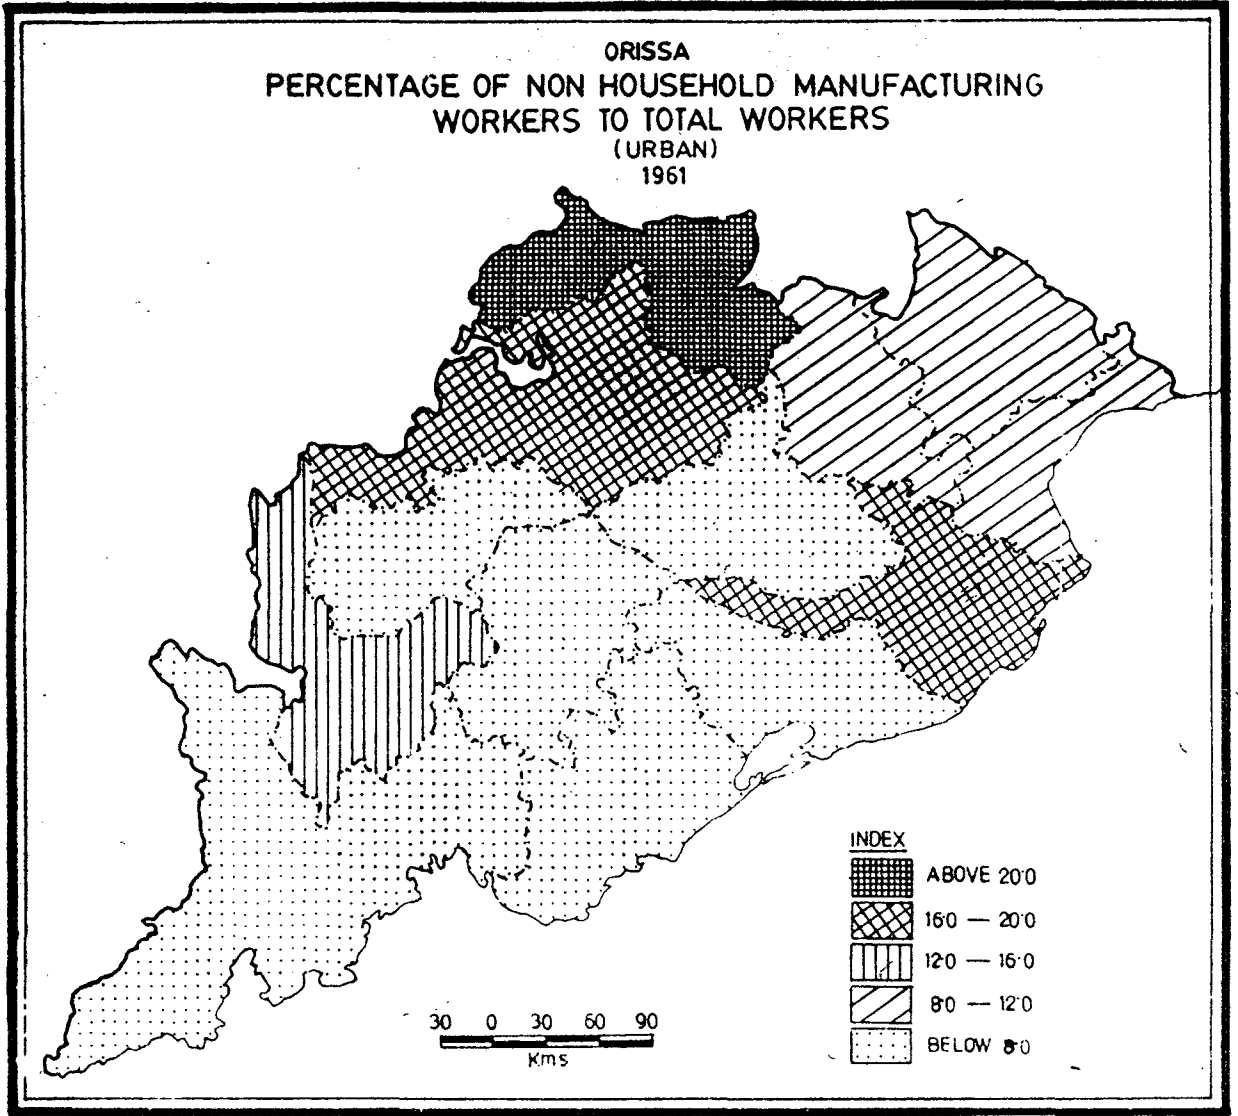 ORISSA
PERCENTAGE OF NON HOUSEHOLD MANUFACTURING
WORKERS TO TOTAL WORKERS
(URBAN)
1961
INDEX
ABOVE 20·0
16·0 — 20·0
12·0 — 16·0
8·0 — 12·0
BELOW 8·0
30 0 30 60 90
Kms